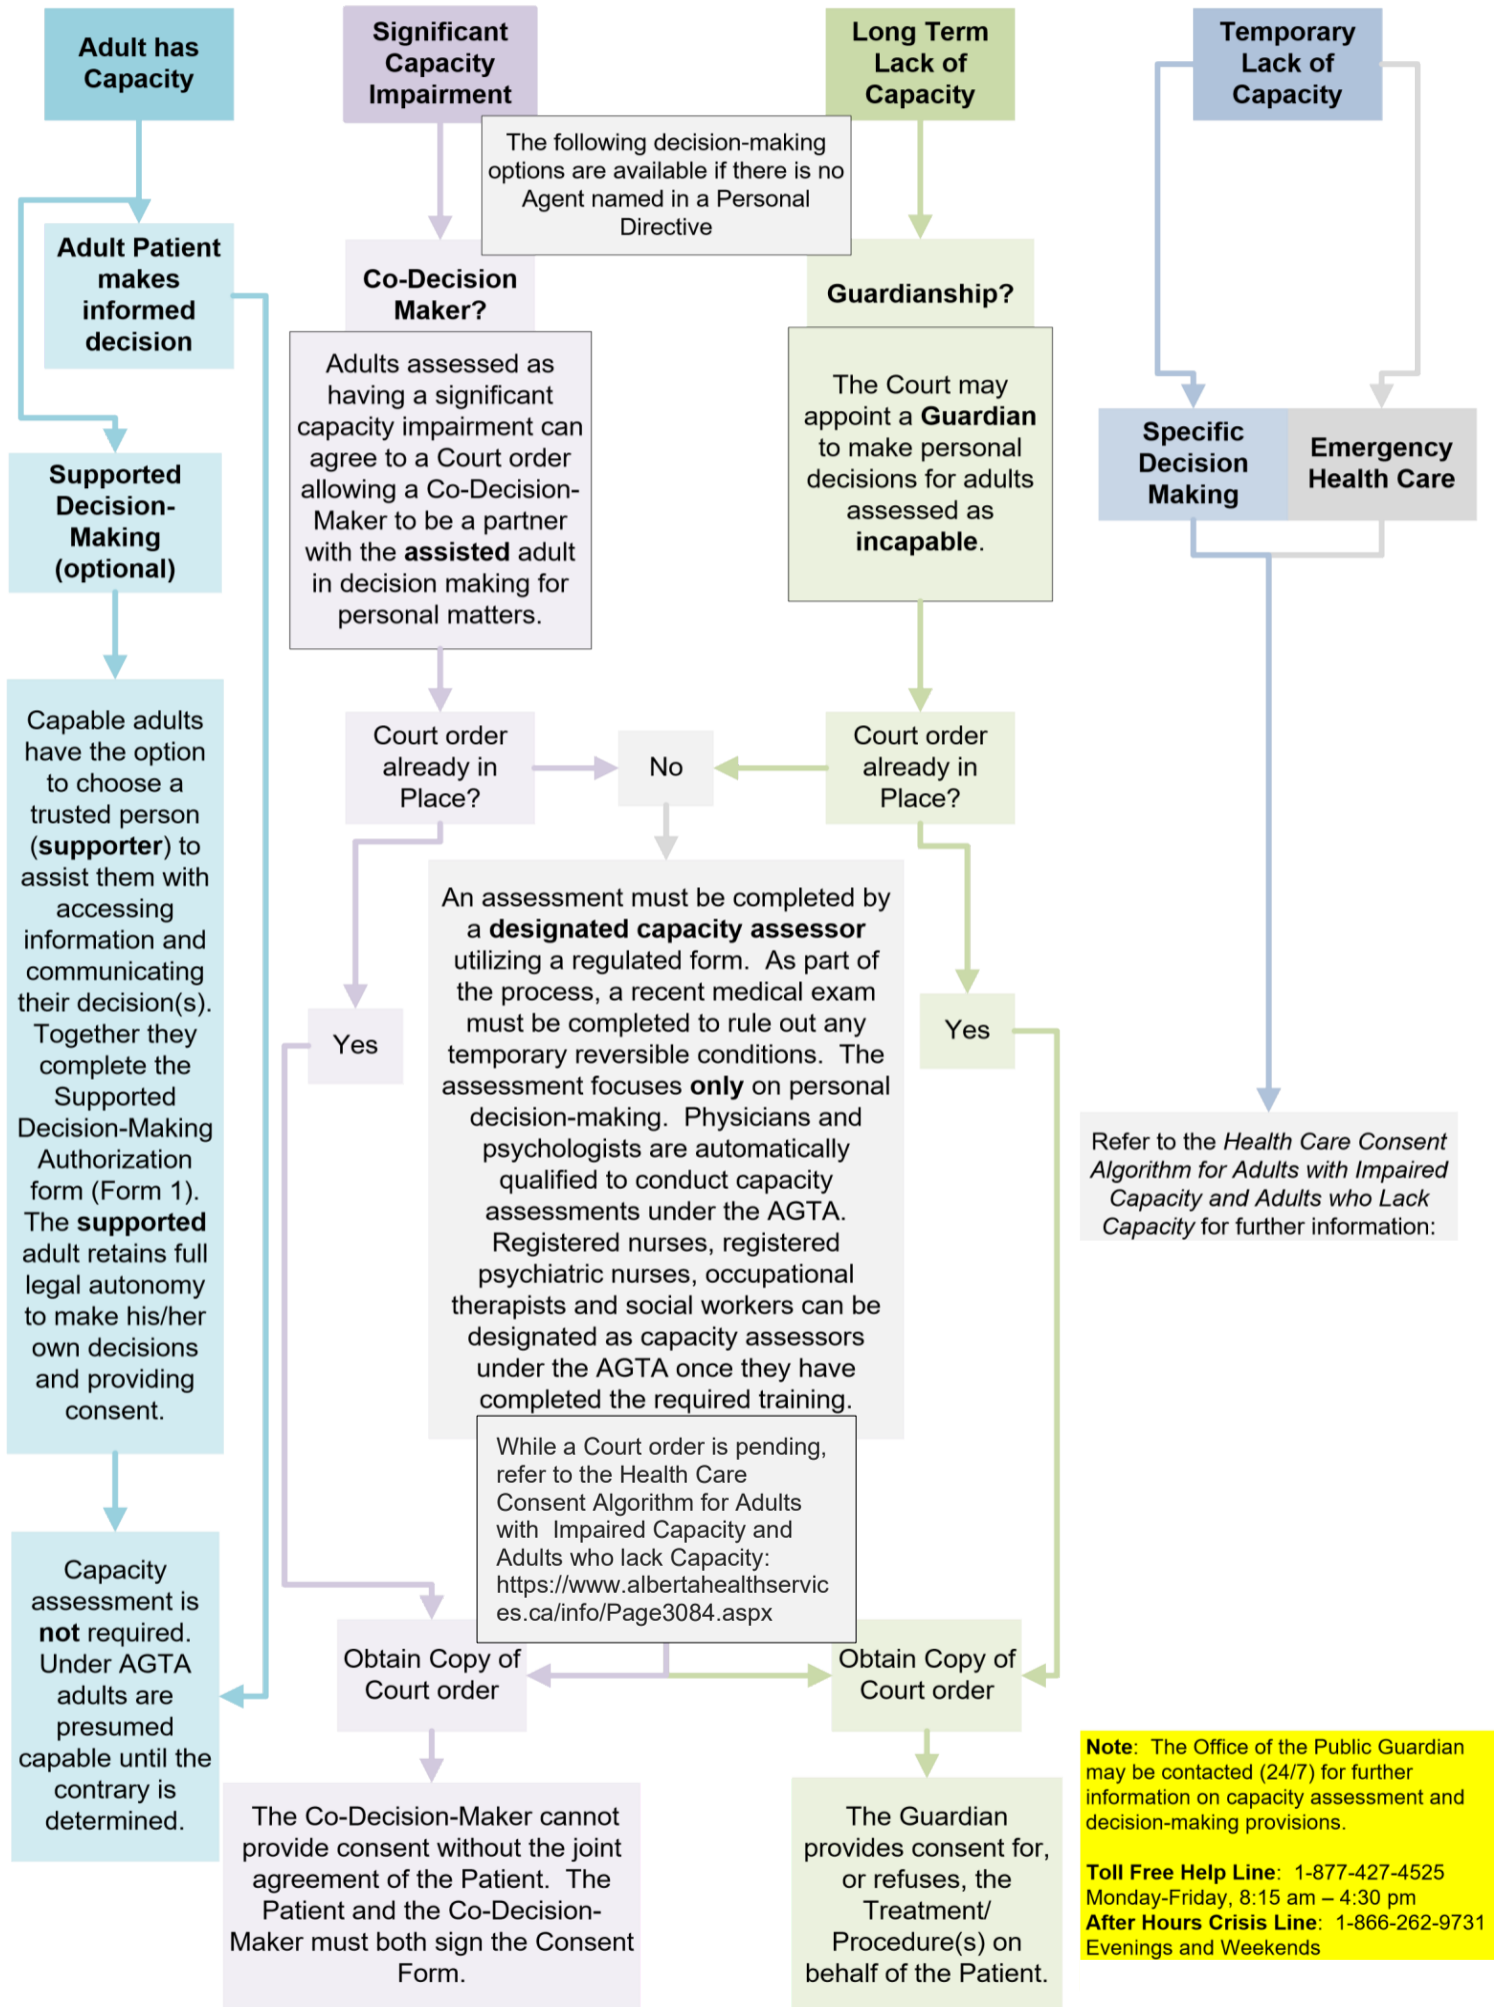 Adult has
Capacity
Significant
Capacity
Impairment
Long Term
Lack of
Capacity
Temporary
Lack of
Capacity
The following decision-making
options are available if there is no
Agent named in a Personal
Directive
Adult Patient
makes
informed
decision
Co-Decision
Maker?
Guardianship?
Adults assessed as
having a significant
capacity impairment can
agree to a Court order
allowing a Co-Decision-
Maker to be a partner
with the assisted adult
in decision making for
personal matters.
The Court may
appoint a Guardian
to make personal
decisions for adults
assessed as
incapable.
Specific
Decision
Making
Emergency
Health Care
Supported
Decision-
Making
(optional)
Capable adults
have the option
to choose a
trusted person
(supporter) to
assist them with
accessing
information and
communicating
their decision(s).
Together they
complete the
Supported
Decision-Making
Authorization
form (Form 1).
The supported
adult retains full
legal autonomy
to make his/her
own decisions
and providing
consent.
Court order
already in
Place?
No
Court order
already in
Place?
Yes
An assessment must be completed by
a designated capacity assessor
utilizing a regulated form.  As part of
the process, a recent medical exam
must be completed to rule out any
temporary reversible conditions.  The
assessment focuses only on personal
decision-making.  Physicians and
psychologists are automatically
qualified to conduct capacity
assessments under the AGTA.
Registered nurses, registered
psychiatric nurses, occupational
therapists and social workers can be
designated as capacity assessors
under the AGTA once they have
completed the required training.
Yes
Refer to the Health Care Consent
Algorithm for Adults with Impaired
Capacity and Adults who Lack
Capacity for further information:
While a Court order is pending,
refer to the Health Care
Consent Algorithm for Adults
with  Impaired Capacity and
Adults who lack Capacity:
https://www.albertahealthservic
es.ca/info/Page3084.aspx
Capacity
assessment is
not required.
Under AGTA
adults are
presumed
capable until the
contrary is
determined.
Obtain Copy of
Court order
Obtain Copy of
Court order
The Co-Decision-Maker cannot
provide consent without the joint
agreement of the Patient.  The
Patient and the Co-Decision-
Maker must both sign the Consent
Form.
The Guardian
provides consent for,
or refuses, the
Treatment/
Procedure(s) on
behalf of the Patient.
Note:  The Office of the Public Guardian
may be contacted (24/7) for further
information on capacity assessment and
decision-making provisions.
Toll Free Help Line:  1-877-427-4525
Monday-Friday, 8:15 am – 4:30 pm
After Hours Crisis Line:  1-866-262-9731
Evenings and Weekends